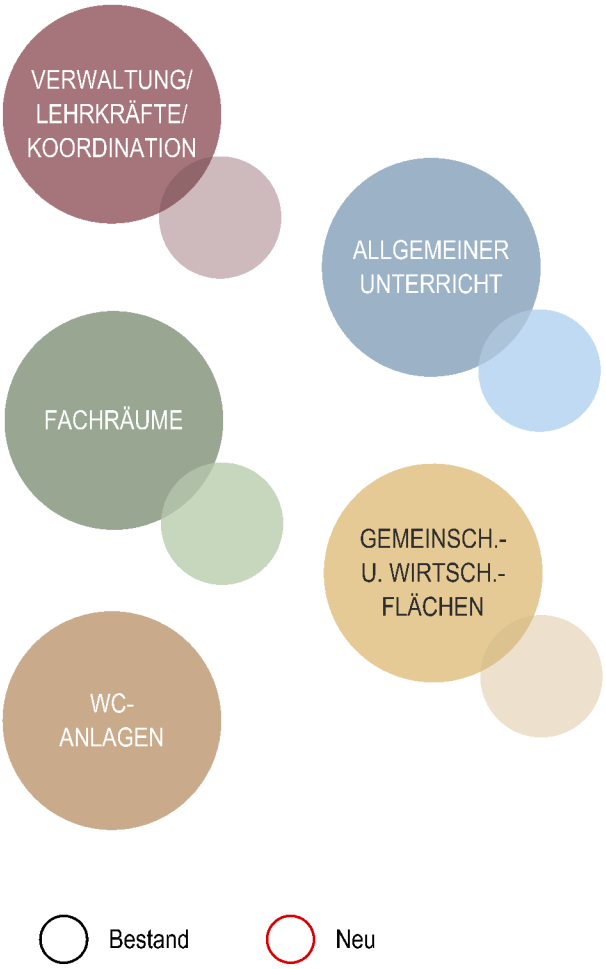 VERWALTUNG/
LEHRKRÄFTE/
KOORDINATION
ALLGEMEINER
UNTERRICHT
FACHRÄUME
GEMEINSCH.-
U. WIRTSCH.-
FLÄCHEN
WC-
ANLAGEN
Bestand
Neu